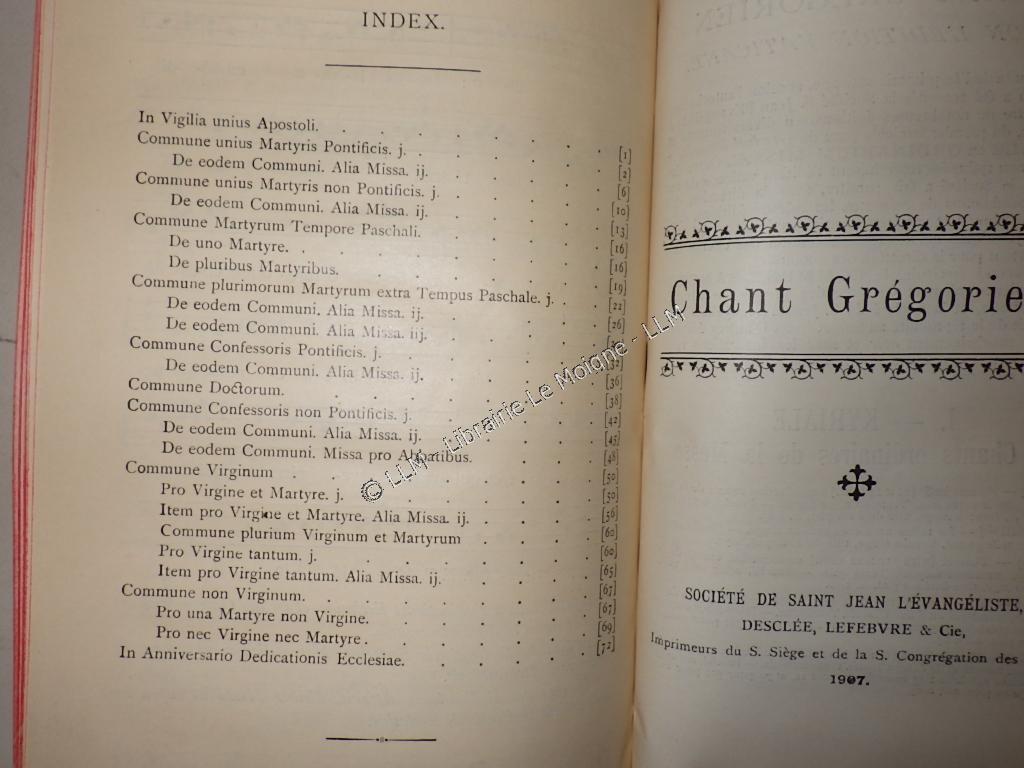 INDEX.
In Vigilia unius Apostoli. . . . . . . . [1]
Commune unius Martyris Pontificis. j. . . . . . . [2]
De eodem Communi. Alia Missa. ij. . . . . . [6]
Commune unius Martyris non Pontificis. j. . . . . . [10]
De eodem Communi. Alia Missa. ij. . . . . . [13]
Commune Martyrum Tempore Paschali. . . . . . [16]
De uno Martyre. . . . . . . . [16]
De pluribus Martyribus. . . . . . . [19]
Commune plurimorum Martyrum extra Tempus Paschale. j. . . [22]
De eodem Communi. Alia Missa. ij. . . . . . [26]
De eodem Communi. Alia Missa. iij. . . . .
Commune Confessoris Pontificis. j. . . . . . [32]
De eodem Communi. Alia Missa. ij. . . . . . [36]
Commune Doctorum. . . . . . . . [38]
Commune Confessoris non Pontificis. j. . . . . . [42]
De eodem Communi. Alia Missa. ij. . . . . . [45]
De eodem Communi. Missa pro Abbatibus. . . . . [48]
Commune Virginum . . . . . . . . [50]
Pro Virgine et Martyre. j. . . . . . . [50]
Item pro Virgine et Martyre. Alia Missa. ij. . . . . [56]
Commune plurium Virginum et Martyrum . . . . [60]
Pro Virgine tantum. j. . . . . . . [60]
Item pro Virgine tantum. Alia Missa. ij. . . . . [65]
Commune non Virginum. . . . . . . . [67]
Pro una Martyre non Virgine. . . . . . [67]
Pro nec Virgine nec Martyre . . . . . . [69]
In Anniversario Dedicationis Ecclesiae. . . . . . [72]
© LLM - Librairie Le Moigne - LLM
Chant Grégorie
SOCIÉTÉ DE SAINT JEAN L'ÉVANGÉLISTE,
DESCLÉE, LEFEBVRE & Cie,
Imprimeurs du S. Siège et de la S. Congrégation des
1907.